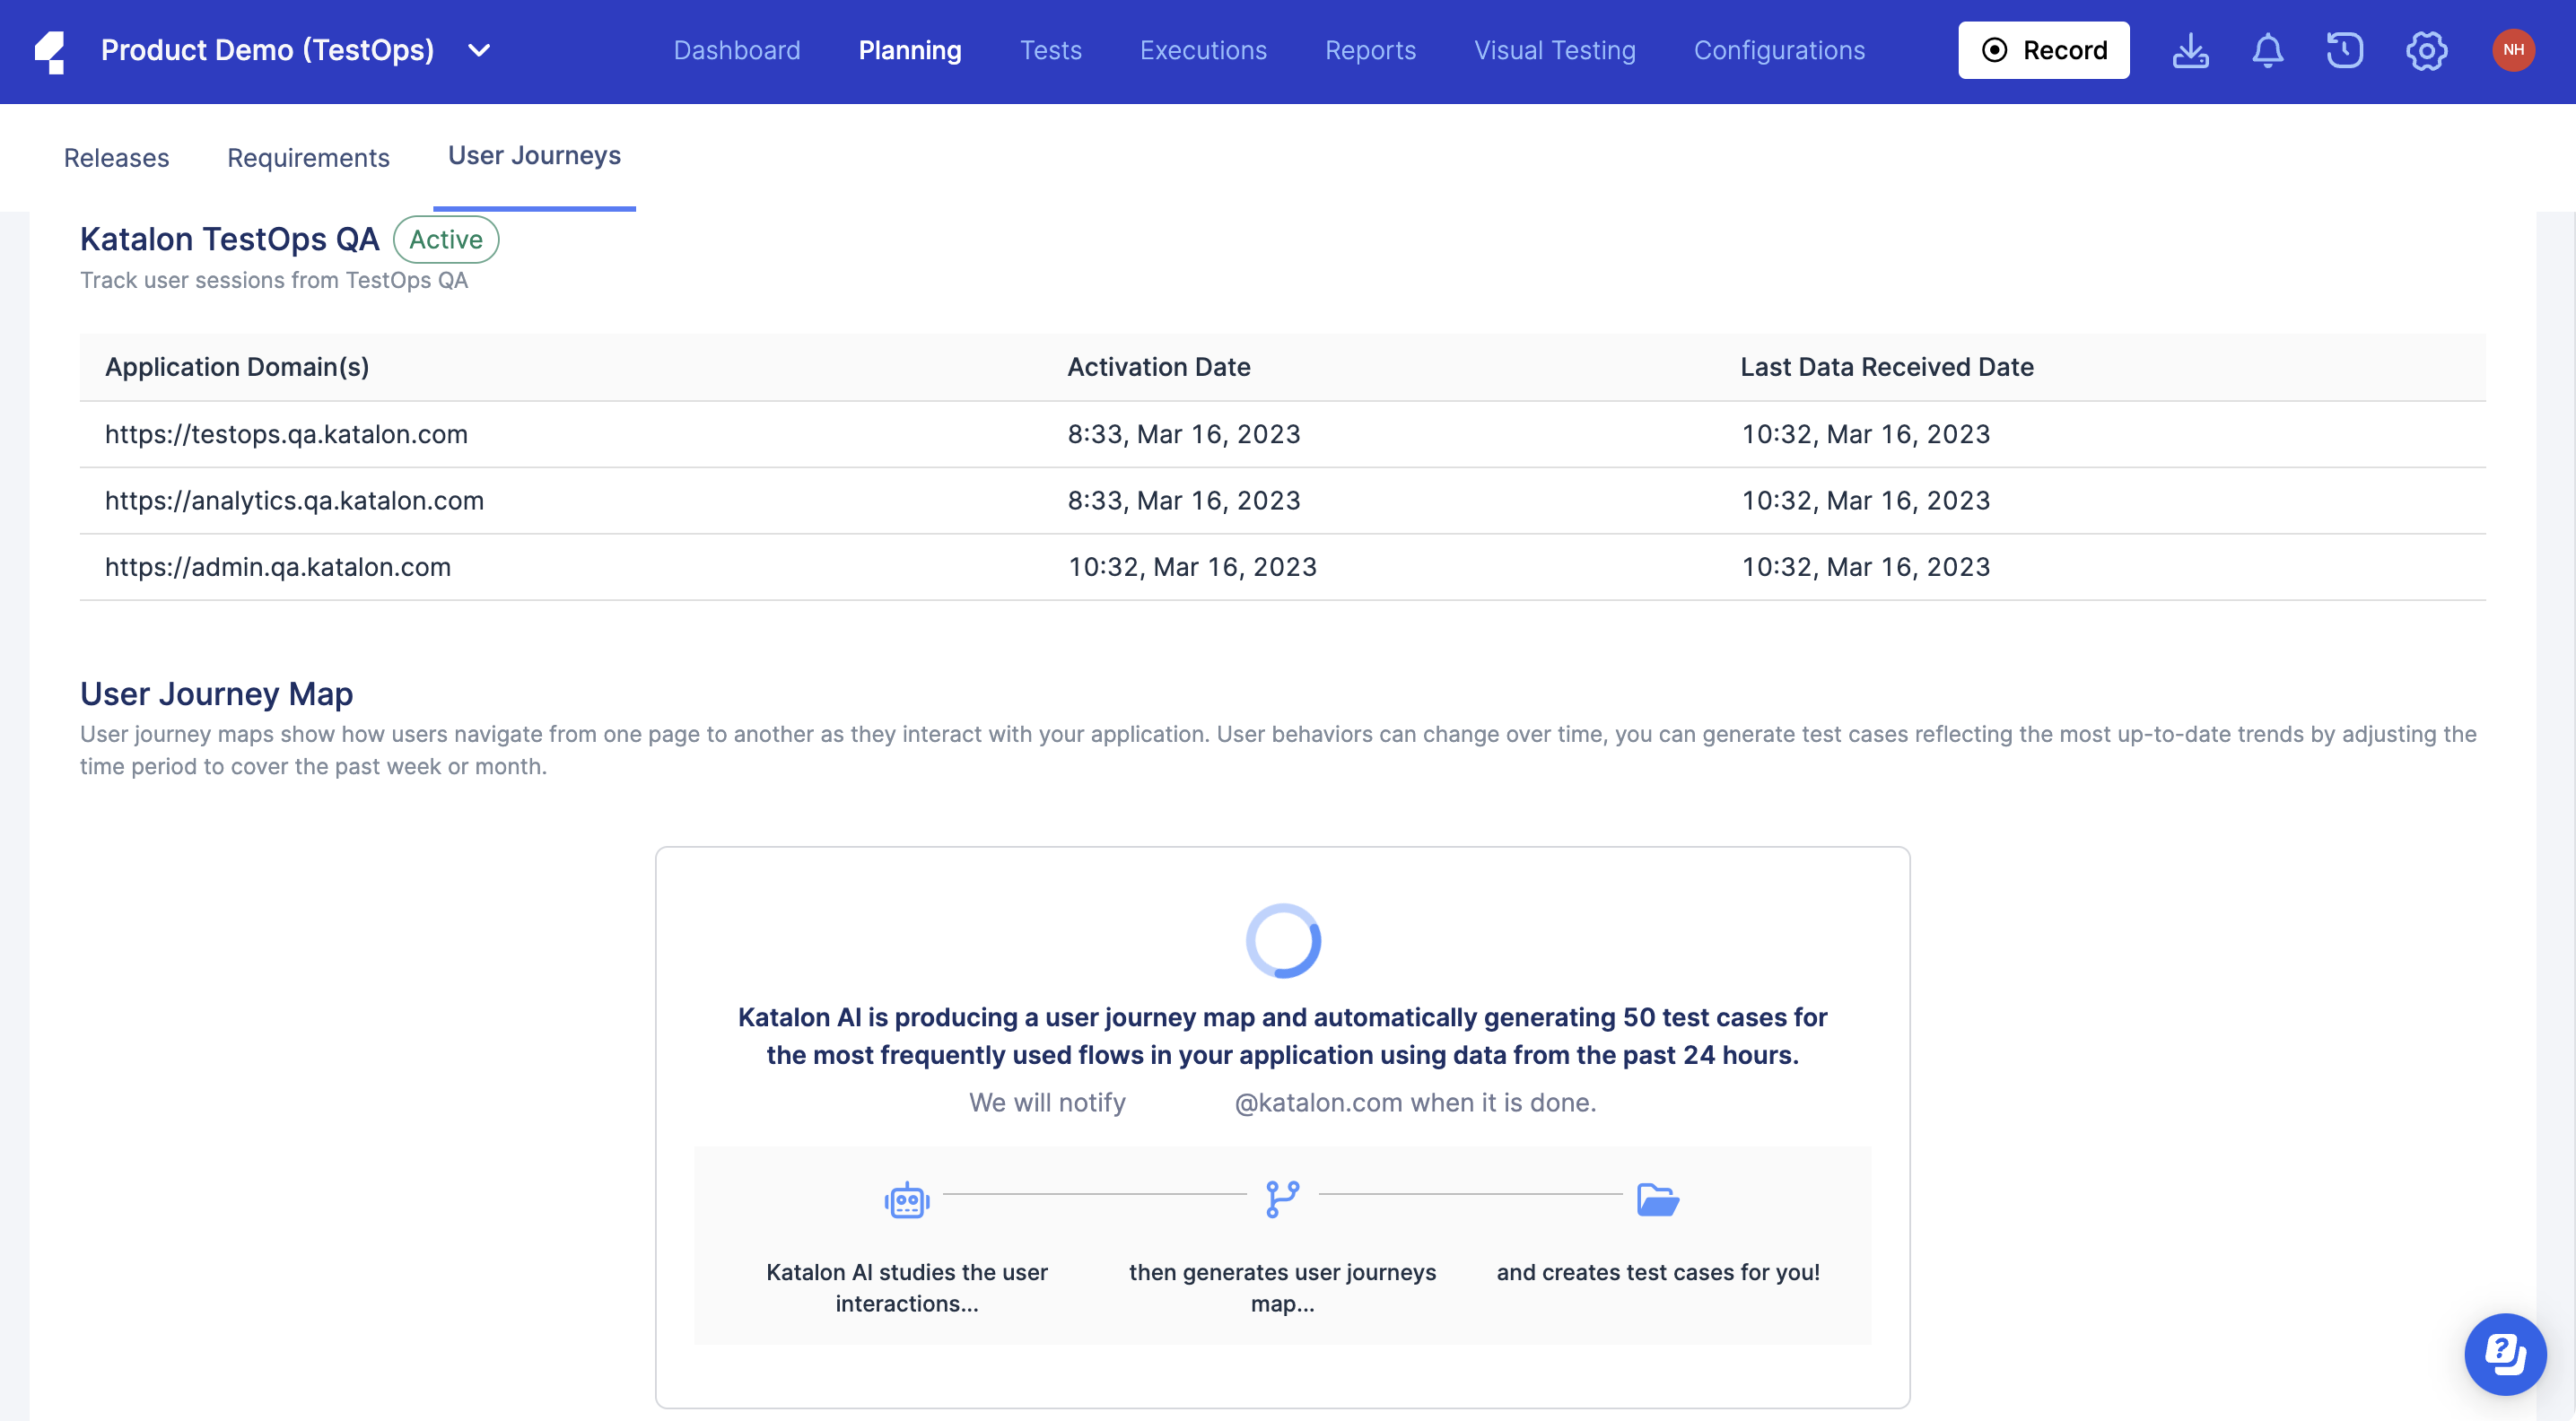 Product Demo (TestOps)
Dashboard
Planning
Tests
Executions
Reports
Visual Testing
Configurations
Record
NH
Releases
Requirements
User Journeys
Katalon TestOps QA
Active
Track user sessions from TestOps QA
Application Domain(s)
Activation Date
Last Data Received Date
https://testops.qa.katalon.com
8:33, Mar 16, 2023
10:32, Mar 16, 2023
https://analytics.qa.katalon.com
8:33, Mar 16, 2023
10:32, Mar 16, 2023
https://admin.qa.katalon.com
10:32, Mar 16, 2023
10:32, Mar 16, 2023
User Journey Map
User journey maps show how users navigate from one page to another as they interact with your application. User behaviors can change over time, you can generate test cases reflecting the most up-to-date trends by adjusting the
time period to cover the past week or month.
Katalon AI is producing a user journey map and automatically generating 50 test cases for
the most frequently used flows in your application using data from the past 24 hours.
We will notify @katalon.com when it is done.
Katalon AI studies the user
interactions...
then generates user journeys
map...
and creates test cases for you!
?